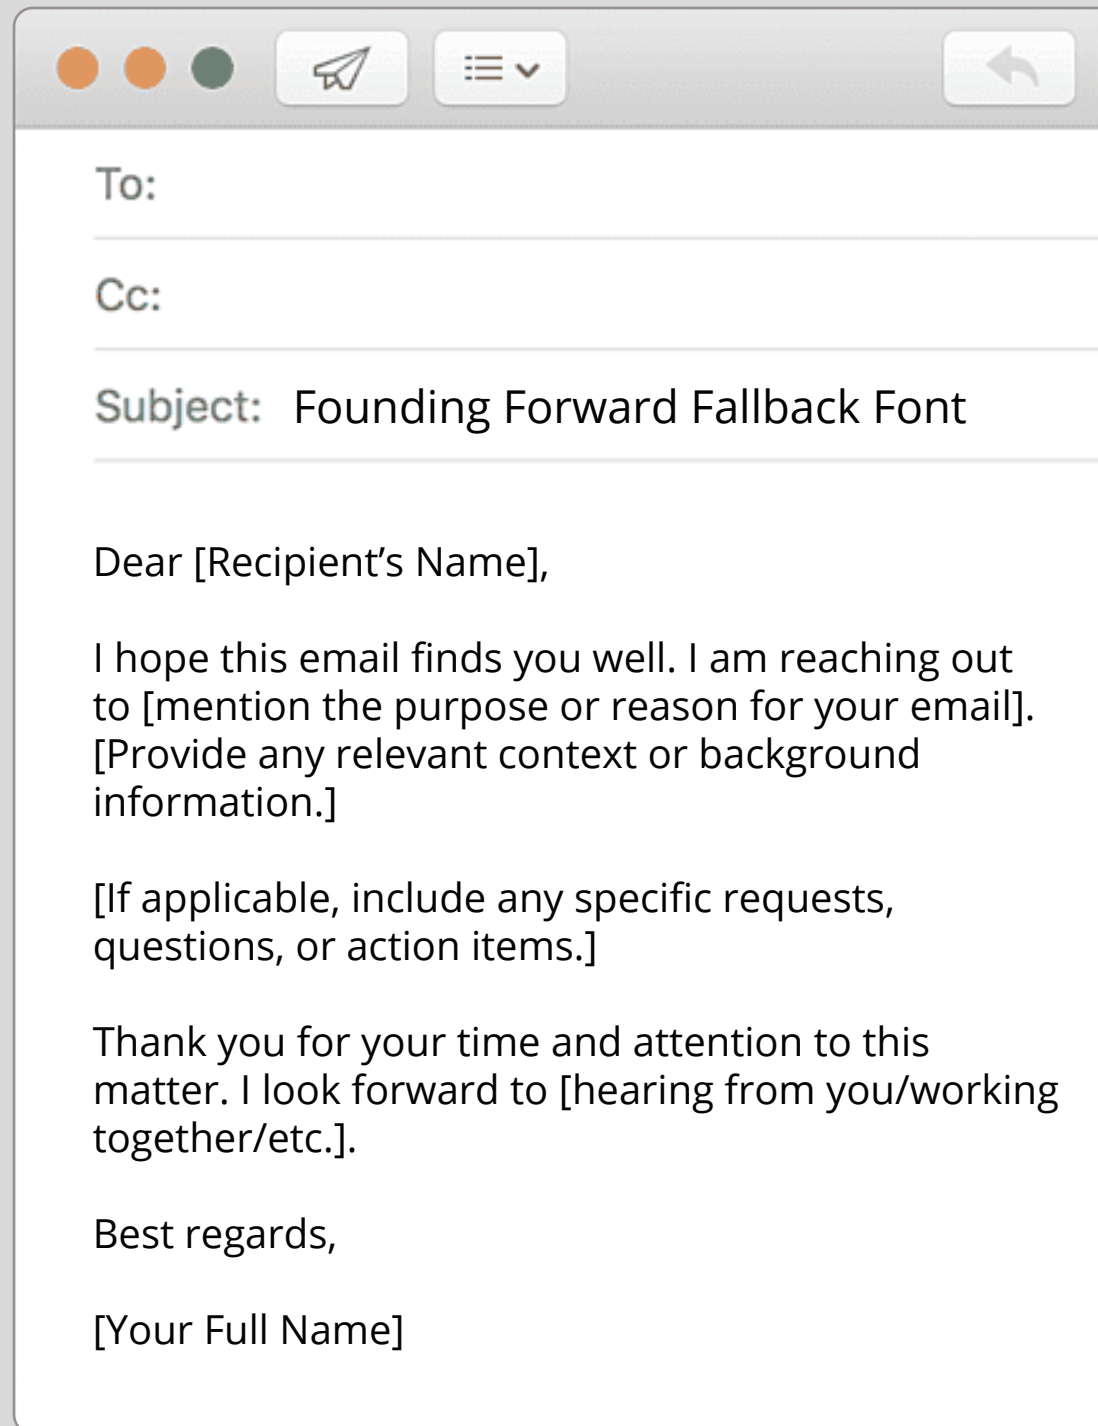 To:
Cc:
Subject: Founding Forward Fallback Font
Dear [Recipient’s Name],
I hope this email finds you well. I am reaching out
to [mention the purpose or reason for your email].
[Provide any relevant context or background
information.]
[If applicable, include any specific requests,
questions, or action items.]
Thank you for your time and attention to this
matter. I look forward to [hearing from you/working
together/etc.].
Best regards,
[Your Full Name]